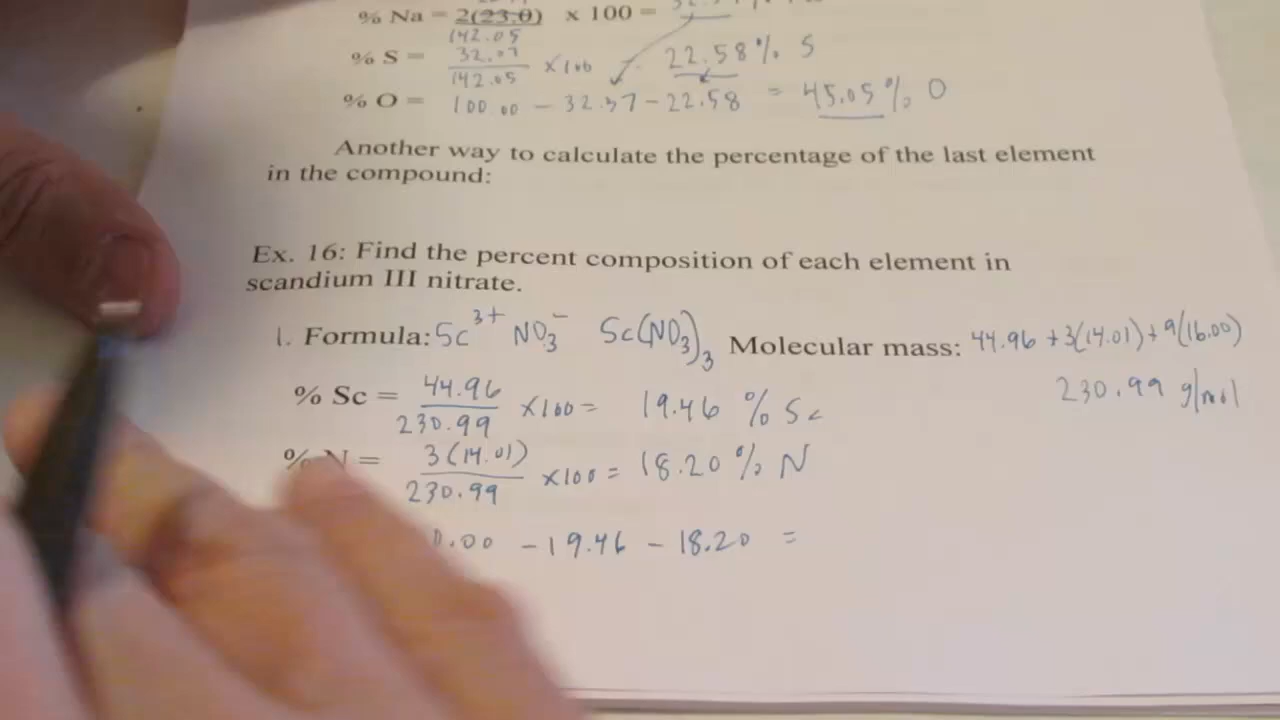 % Na = 2(23.0) x 100 =
142.05
% S = 32.07 x100 22.58% S
142.05
% O = 100.00 - 32.37 - 22.58 = 45.05% O
Another way to calculate the percentage of the last element
in the compound:
Ex. 16: Find the percent composition of each element in
scandium III nitrate.
1. Formula: Sc3+ NO3- Sc(NO3)3 Molecular mass: 44.96 + 3(14.01) + 9(16.00)
230.99 g/mol
% Sc = 44.96 x100 = 19.46 % Sc
230.99
% N = 3(14.01) x100 = 18.20 % N
230.99
0.00 - 19.46 - 18.20 =